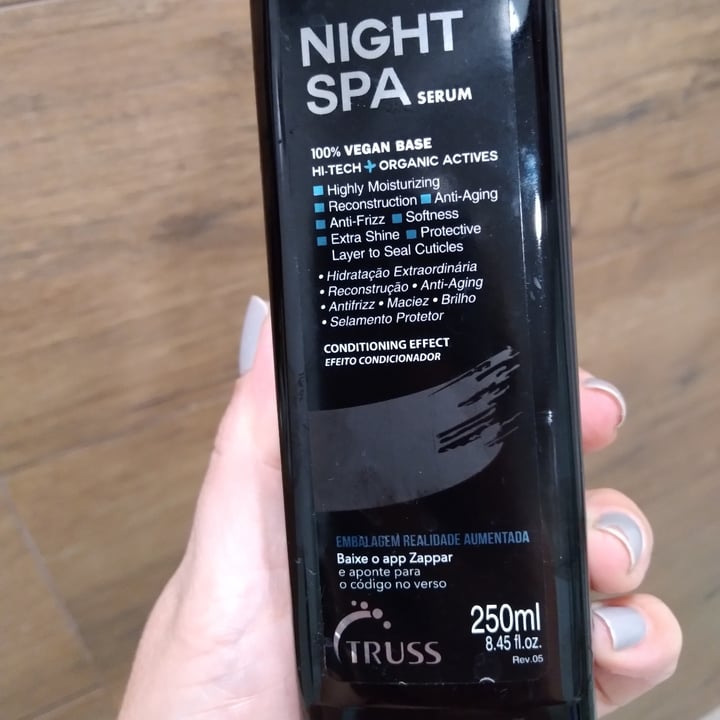 NIGHT
SPA SERUM
100% VEGAN BASE
HI-TECH + ORGANIC ACTIVES
Highly Moisturizing
Reconstruction Anti-Aging
Anti-Frizz Softness
Extra Shine Protective
Layer to Seal Cuticles
• Hidratação Extraordinária
• Reconstrução • Anti-Aging
• Antifrizz • Maciez • Brilho
• Selamento Protetor
CONDITIONING EFFECT
EFEITO CONDICIONADOR
EMBALAGEM REALIDADE AUMENTADA
Baixe o app Zappar
e aponte para
o código no verso
250ml
8.45 fl.oz.
TRUSS
Rev.05